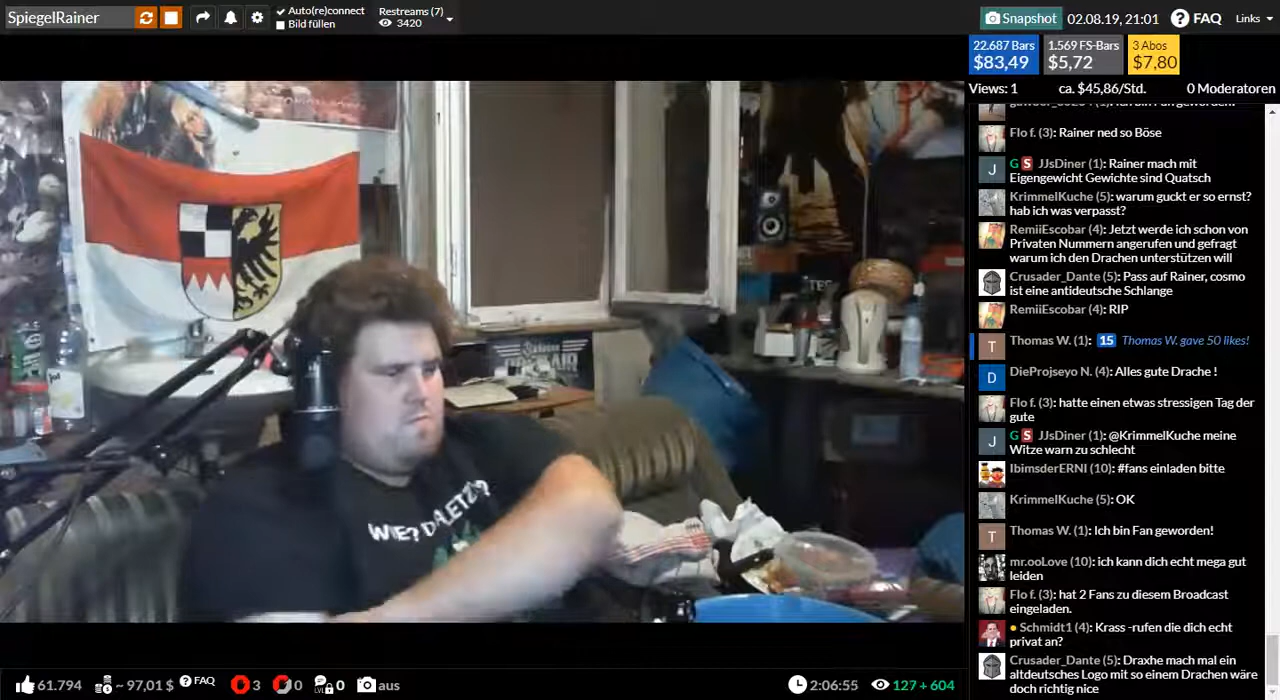 SpiegelRainer
Auto(re)connect
Bild füllen
Restreams (7)
3420
Snapshot
02.08.19, 21:01
FAQ
Links
22.687 Bars
$83,49
1.569 FS-Bars
$5,72
3 Abos
$7,80
Views: 1
ca. $45,86/Std.
0 Moderatoren
Flo f. (3): Rainer ned so Böse
J
G S JJsDiner (1): Rainer mach mit
Eigengewicht Gewichte sind Quatsch
KrimmelKuche (5): warum guckt er so ernst?
hab ich was verpasst?
RemiiEscobar (4): Jetzt werde ich schon von
Privaten Nummern angerufen und gefragt
warum ich den Drachen unterstützen will
Crusader_Dante (5): Pass auf Rainer, cosmo
ist eine antideutsche Schlange
RemiiEscobar (4): RIP
T
Thomas W. (1): 15 Thomas W. gave 50 likes!
D
DieProjseyo N. (4): Alles gute Drache !
Flo f. (3): hatte einen etwas stressigen Tag der
gute
J
G S JJsDiner (1): @KrimmelKuche meine
Witze warn zu schlecht
IbimsderERNI (10): #fans einladen bitte
KrimmelKuche (5): OK
T
Thomas W. (1): Ich bin Fan geworden!
mr.ooLove (10): ich kann dich echt mega gut
leiden
Flo f. (3): hat 2 Fans zu diesem Broadcast
eingeladen.
Schmidt1 (4): Krass -rufen die dich echt
privat an?
Crusader_Dante (5): Draxhe mach mal ein
altdeutsches Logo mit so einem Drachen wäre
doch richtig nice
WIE? DALETZ?
61.794
~ 97,01 $
FAQ
3
0
LVL
0
aus
2:06:55
127 + 604